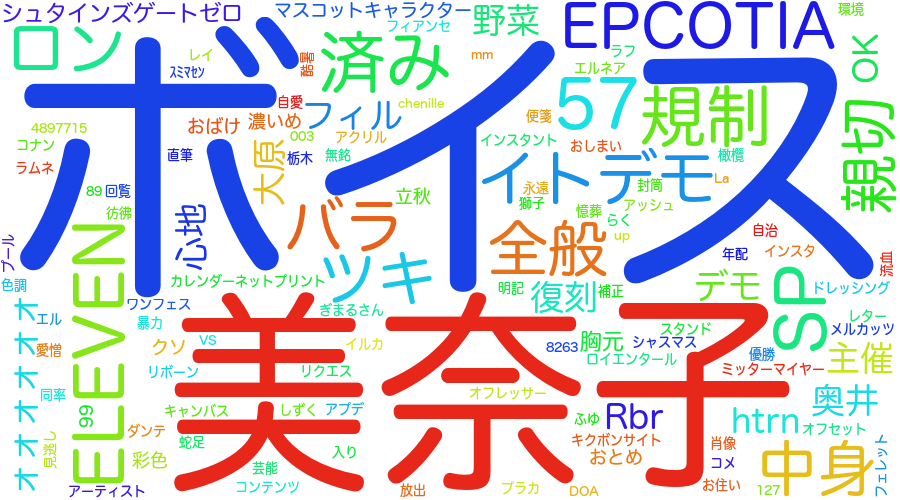 シュタインズゲートゼロ
マスコットキャラクター
フィアンセ
野菜
EPCOTIA
環境
ロン
レイ
酷暑
済み
mm
ラフ
エルネア
OK
ボイス
スミマセン
自愛
chenille
57
規制
親切
4897715
コナン
おばけ
濃いめ
フィル
003
アクリル
便箋
インスタント
おしまい
ラムネ
直筆
大原
栃木
無銘
イトデモ
橄欖
La
89
回覧
彷彿
心地
バラ
立秋
永遠
獅子
封筒
憶葬
アッシュ
らく
up
自治
プール
ELEVEN
ツキ
全般
年配
インスタ
流血
色調
カレンダーネットプリント
明記
復刻
補正
デモ
SP
ドレッシング
オオオオオオ
エル
ワンフェス
ぎまるさん
暴力
美奈子
スタンド
レター
メルカッツ
愛憎
クソ
VS
イルカ
8263
胸元
シャスマス
ロイエンタール
優勝
主催
リボーン
リクエス
ミッターマイヤー
同率
キャンバス
しずく
アプデ
オフレッサー
ふゆ
Rbr
htrn
奥井
99
オフセット
見逃し
ダンテ
蛇足
入り
キクボンサイト
肖像
彩色
芸能
おとめ
コメ
中身
フェレット
アーティスト
コンテンツ
放出
プラカ
DOA
お住い
127